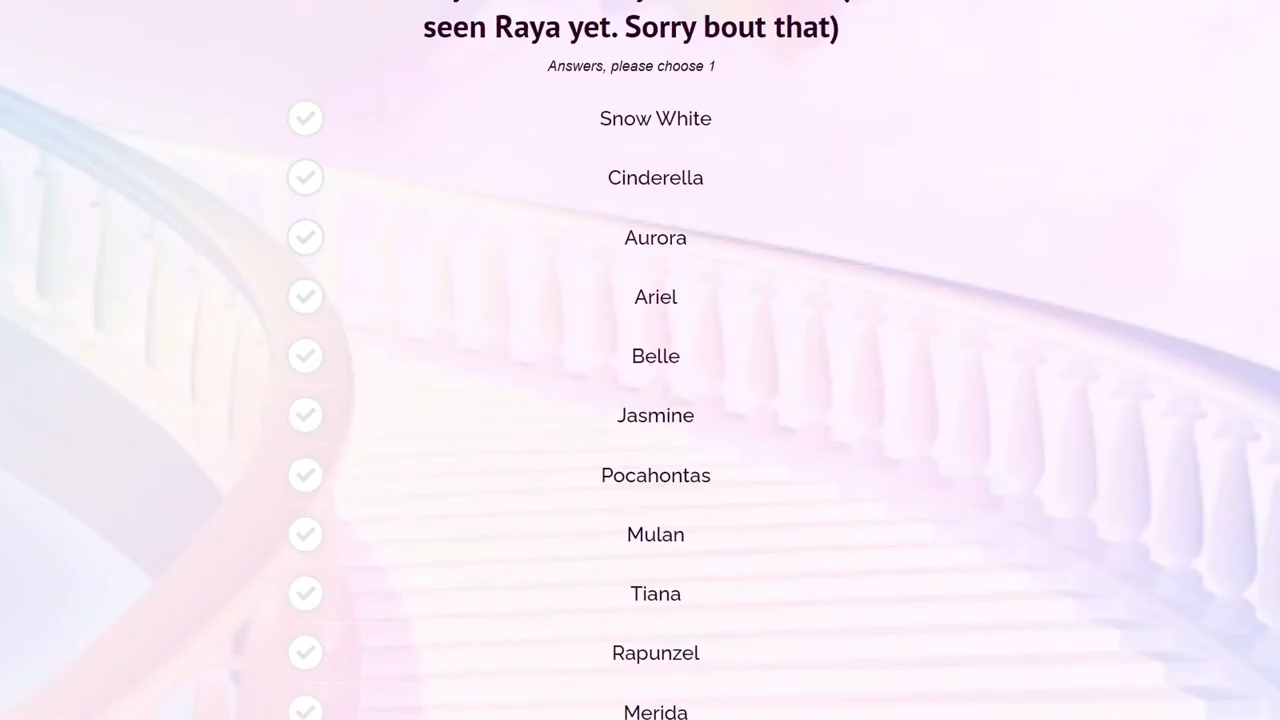 seen Raya yet. Sorry bout that)
Answers, please choose 1
Snow White
Cinderella
Aurora
Ariel
Belle
Jasmine
Pocahontas
Mulan
Tiana
Rapunzel
Merida